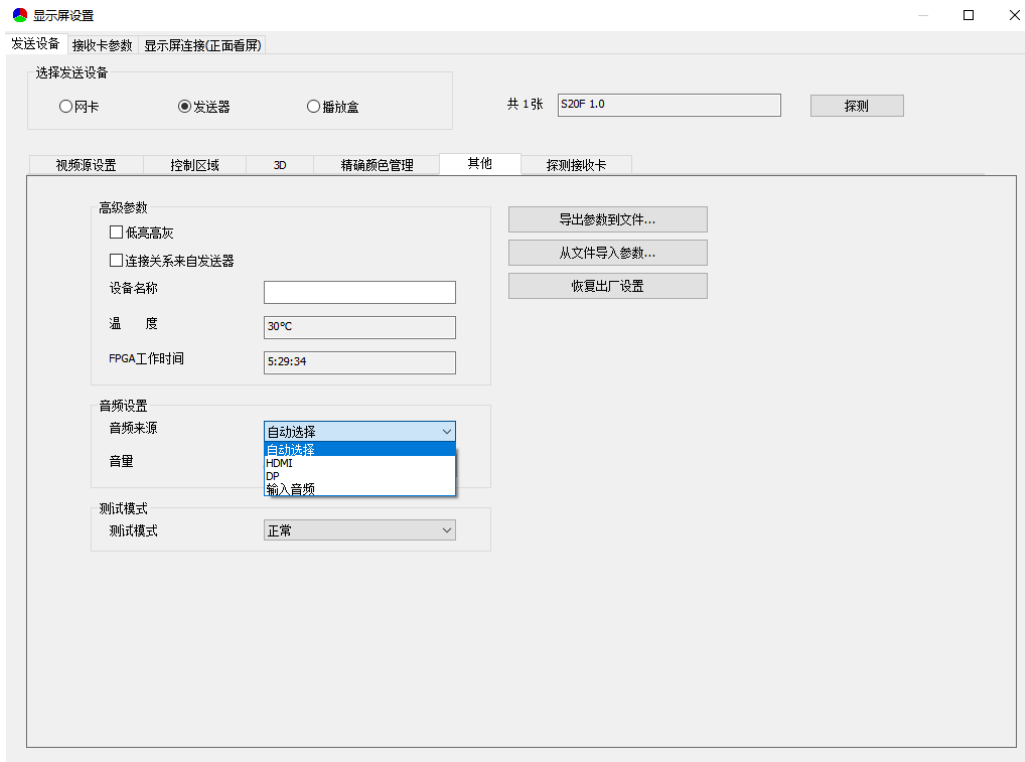 显示屏设置
发送设备 接收卡参数 显示屏连接(正面看屏)
选择发送设备
网卡 发送器 播放盒 共 1 张 S20F 1.0 探测
视频源设置 控制区域 3D 精确颜色管理 其他 探测接收卡
高级参数
低亮高灰
连接关系来自发送器
设备名称
温 度 30°C
FPGA工作时间 5:29:34
导出参数到文件...
从文件导入参数...
恢复出厂设置
音频设置
音频来源 自动选择
自动选择
HDMI
DP
输入音频
音量
测试模式
测试模式 正常